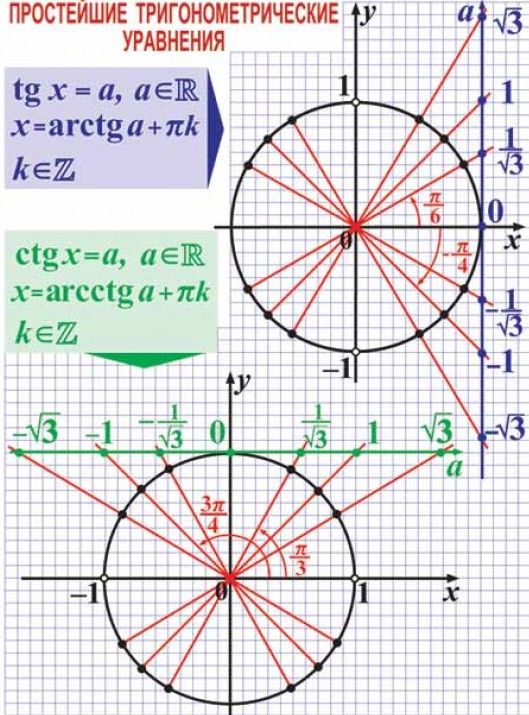 ПРОСТЕЙШИЕ ТРИГОНОМЕТРИЧЕСКИЕ
УРАВНЕНИЯ
tg x = a, a∈ℝ
x=arctg a+πk
k∈ℤ
y
a
√3
1
1
1/√3
π/6
0
0
x
-π/4
-1/√3
-1
-1
-√3
ctg x=a, a∈ℝ
x=arcctg a+πk
k∈ℤ
y
-√3
-1
-1/√3
0
1/√3
1
√3
a
3π/4
π/3
-1
0
1
x